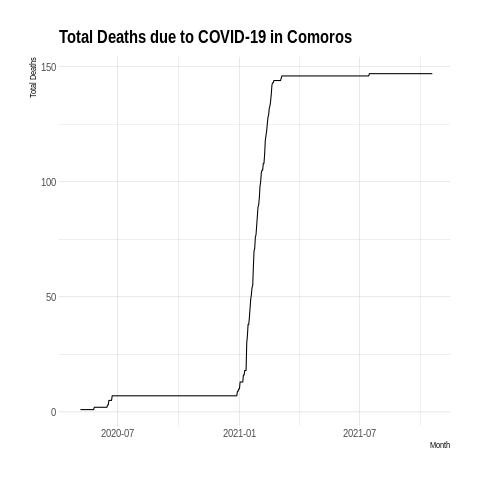 Total Deaths due to COVID-19 in Comoros
Total Deaths
150
100
50
0
2020-07
2021-01
2021-07
Month